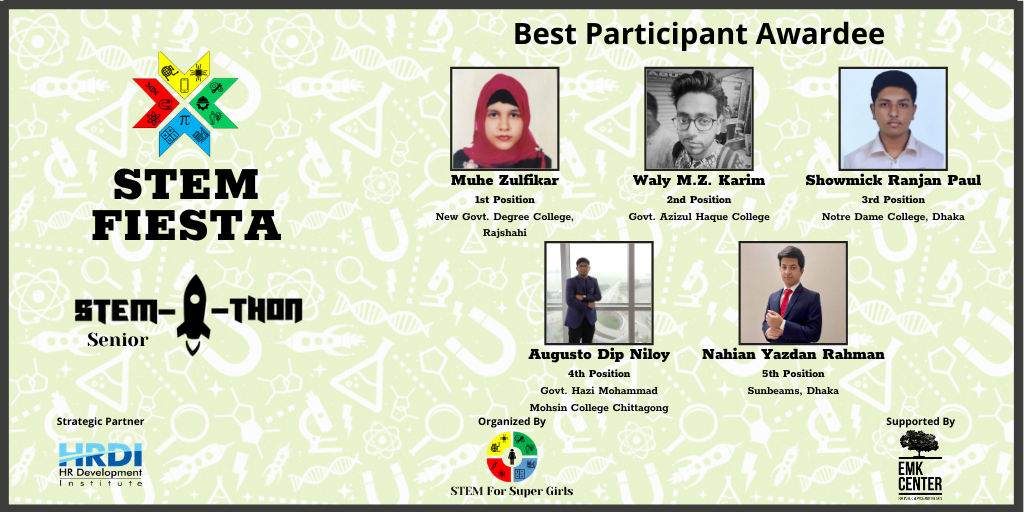 Best Participant Awardee
STEM
FIESTA
STEM-A-THON
Senior
Muhe Zulfikar
1st Position
New Govt. Degree College,
Rajshahi
Waly M.Z. Karim
2nd Position
Govt. Azizul Haque College
Showmick Ranjan Paul
3rd Position
Notre Dame College, Dhaka
Augusto Dip Niloy
4th Position
Govt. Hazi Mohammad
Mohsin College Chittagong
Nahian Yazdan Rahman
5th Position
Sunbeams, Dhaka
Strategic Partner
HRDI
HR Development
Institute
Organized By
STEM For Super Girls
Supported By
EMK
CENTER